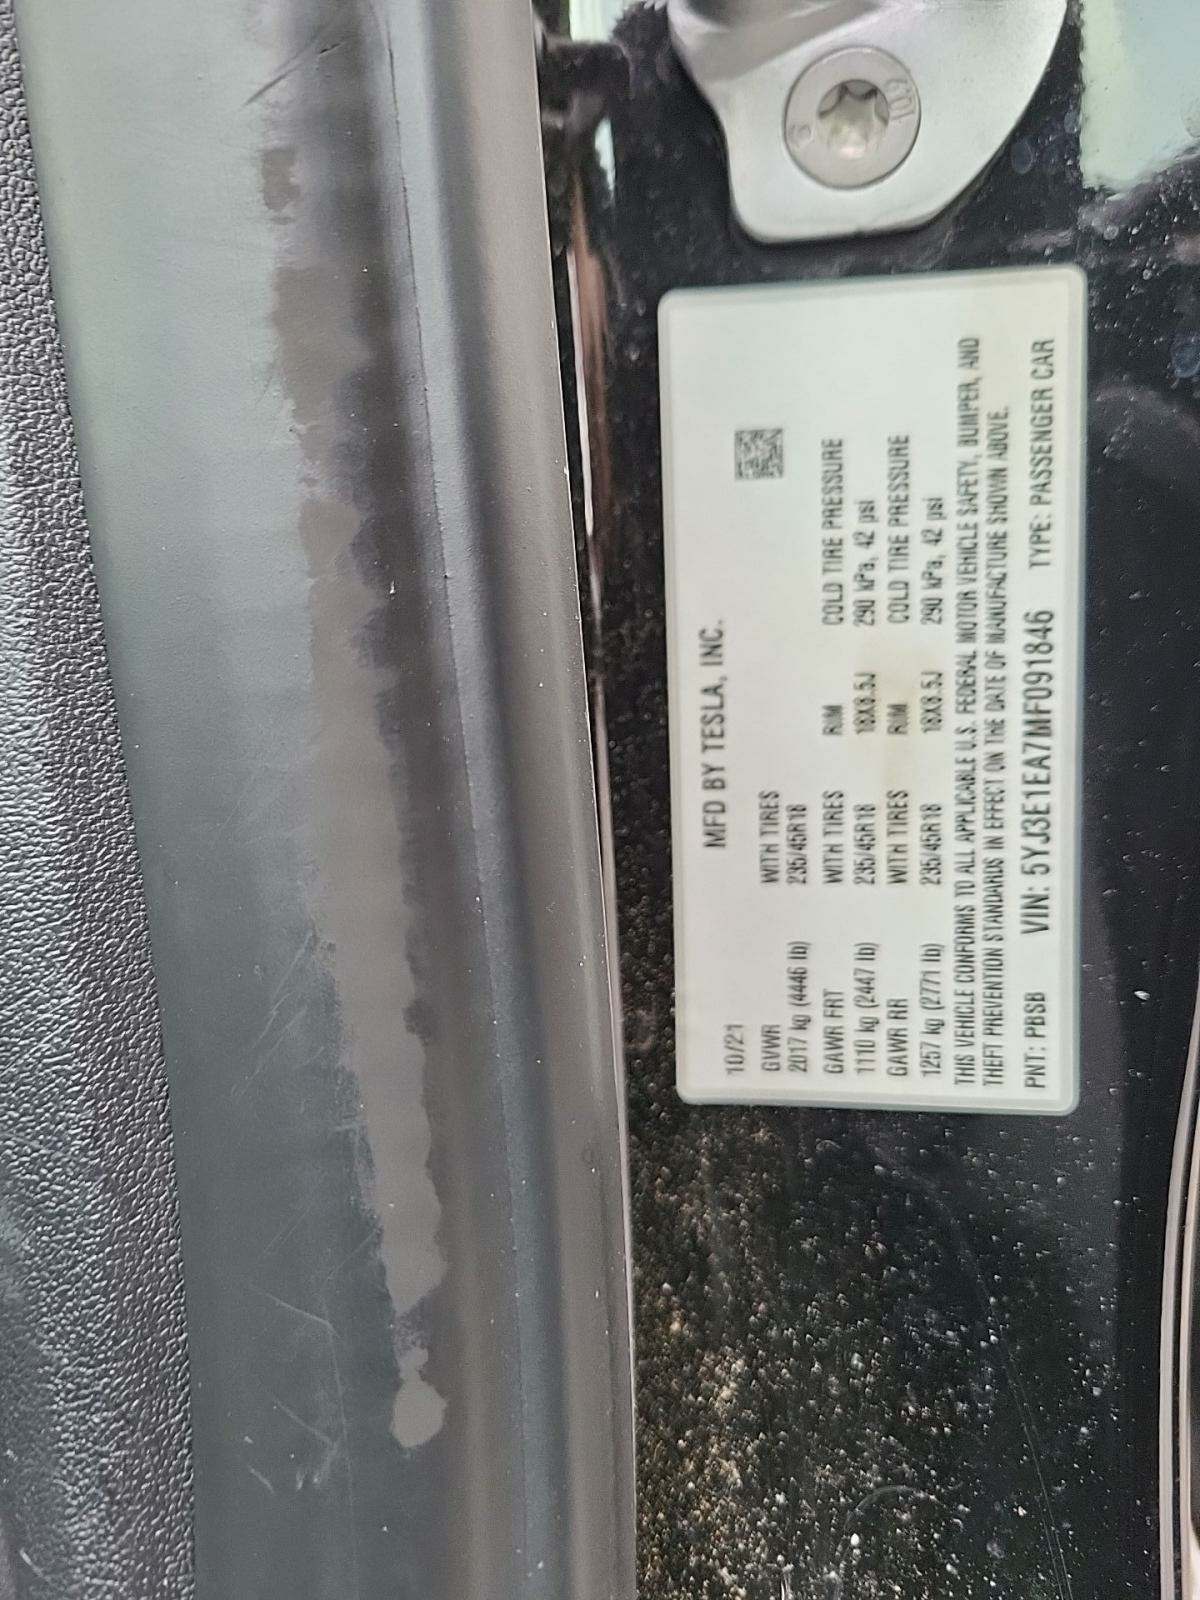 10.9
MFD BY TESLA, INC.
10/21
GVWR WITH TIRES
2017 kg (4446 lb) 235/45R18
GAWR FRT WITH TIRES RIM COLD TIRE PRESSURE
1110 kg (2447 lb) 235/45R18 18X8.5J 290 kPa, 42 psi
GAWR RR WITH TIRES RIM COLD TIRE PRESSURE
1257 kg (2771 lb) 235/45R18 18X8.5J 290 kPa, 42 psi
THIS VEHICLE CONFORMS TO ALL APPLICABLE U.S. FEDERAL MOTOR VEHICLE SAFETY, BUMPER, AND
THEFT PREVENTION STANDARDS IN EFFECT ON THE DATE OF MANUFACTURE SHOWN ABOVE.
PNT: PBSB VIN: 5YJ3E1EA7MF091846 TYPE: PASSENGER CAR